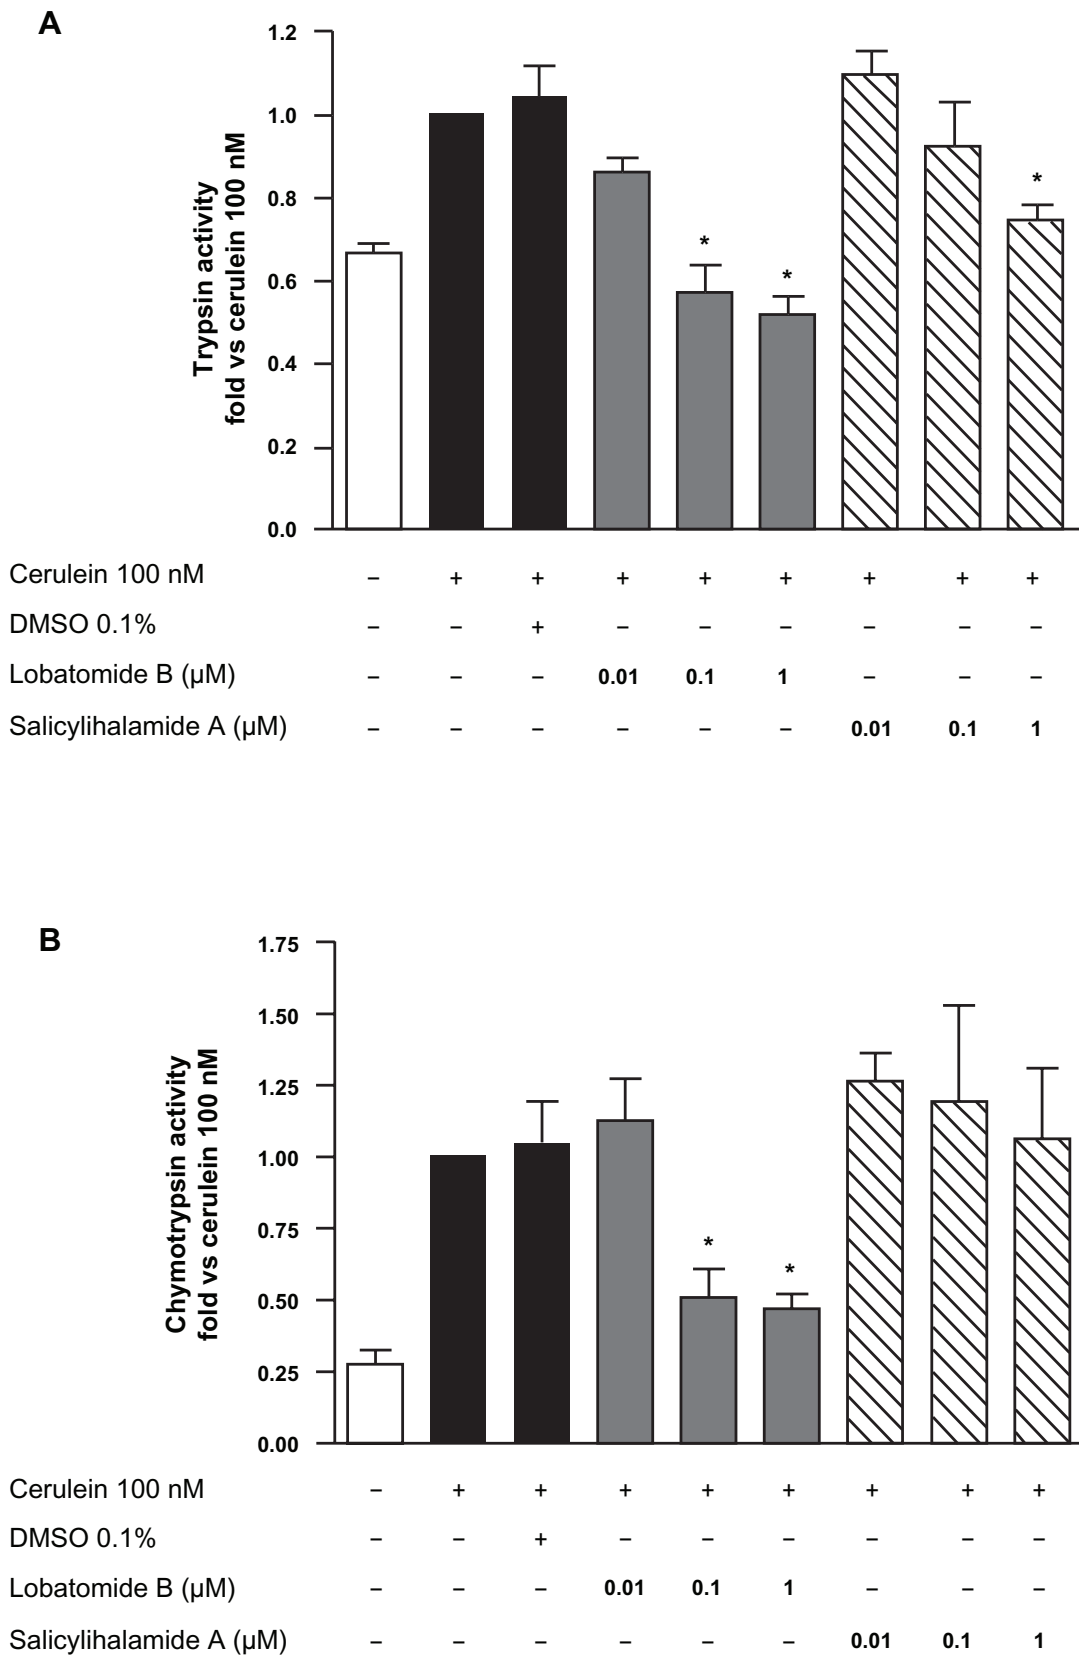 A
Trypsin activity
fold vs cerulein 100 nM
1.2
1.0
0.8
0.6
0.4
0.2
0.0
*
*
*
Cerulein 100 nM – + + + + + + + +
DMSO 0.1% – – + – – – – – –
Lobatomide B (µM) – – – 0.01 0.1 1 – – –
Salicylihalamide A (µM) – – – – – – 0.01 0.1 1
B
Chymotrypsin activity
fold vs cerulein 100 nM
1.75
1.50
1.25
1.00
0.75
0.50
0.25
0.00
*
*
Cerulein 100 nM – + + + + + + + +
DMSO 0.1% – – + – – – – – –
Lobatomide B (µM) – – – 0.01 0.1 1 – – –
Salicylihalamide A (µM) – – – – – – 0.01 0.1 1